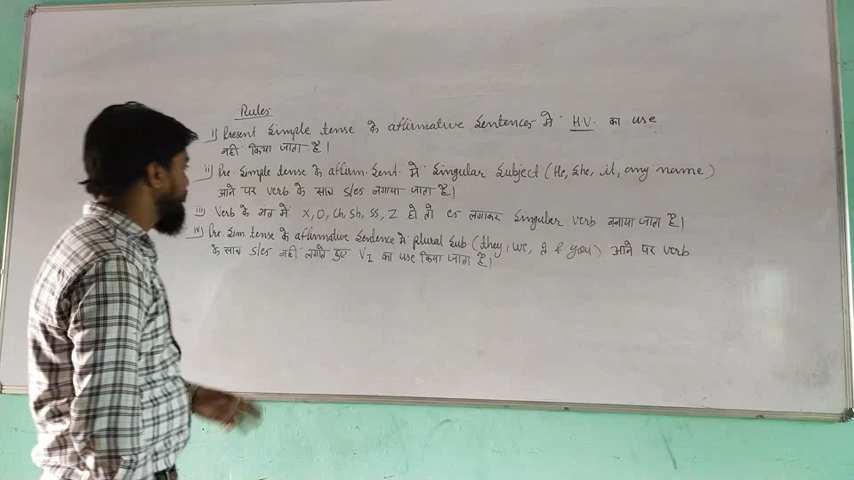 Rules:
i) Present simple tense के affirmative sentences में H.V. का use
नहीं किया जाता है।
ii) Pre. simple tense के affirm. sent. में singular subject (He, she, it, any name)
आने पर verb के साथ s/es लगाया जाता है।
iii) Verb के अन्त में x, o, ch, sh, ss, z हो तो es लगाकर singular verb बनाया जाता है।
iv) Pre. sim. tense के affirmative sentence में plural sub (they, we, I & you) आने पर verb
के साथ s/es नहीं लगाते हुए V1 का use किया जाता है।